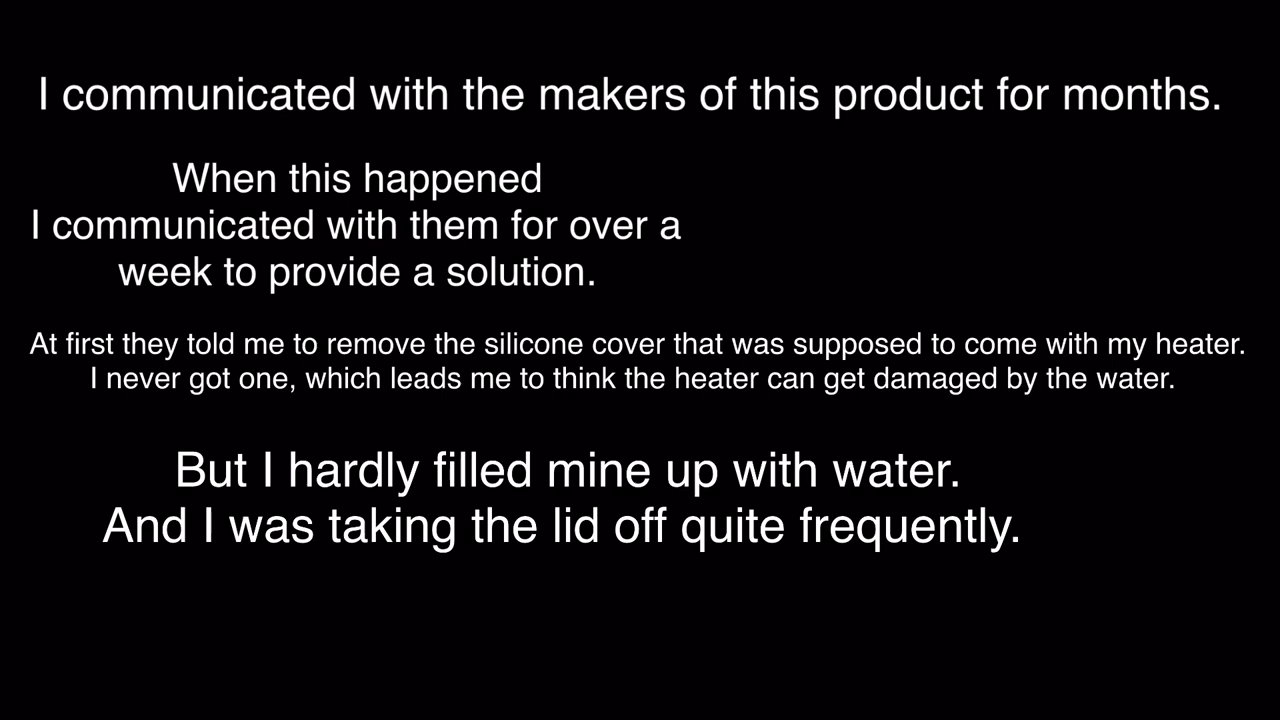 I communicated with the makers of this product for months.
When this happened
I communicated with them for over a
week to provide a solution.
At first they told me to remove the silicone cover that was supposed to come with my heater.
I never got one, which leads me to think the heater can get damaged by the water.
But I hardly filled mine up with water.
And I was taking the lid off quite frequently.